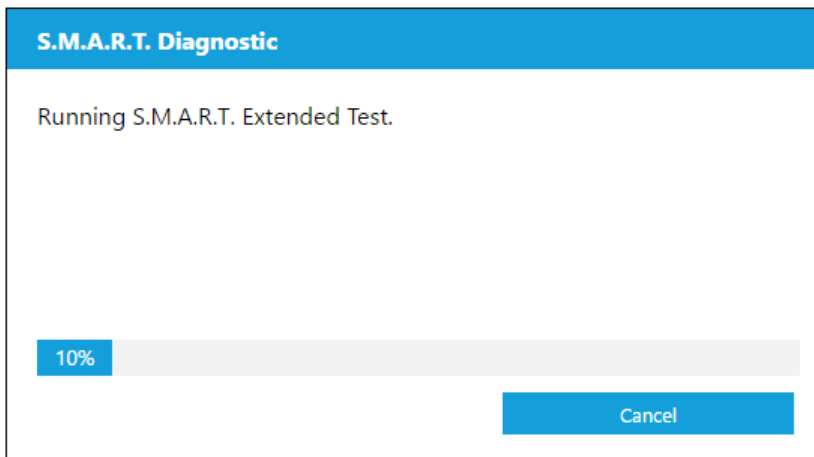 S.M.A.R.T. Diagnostic
Running S.M.A.R.T. Extended Test.
10%
Cancel